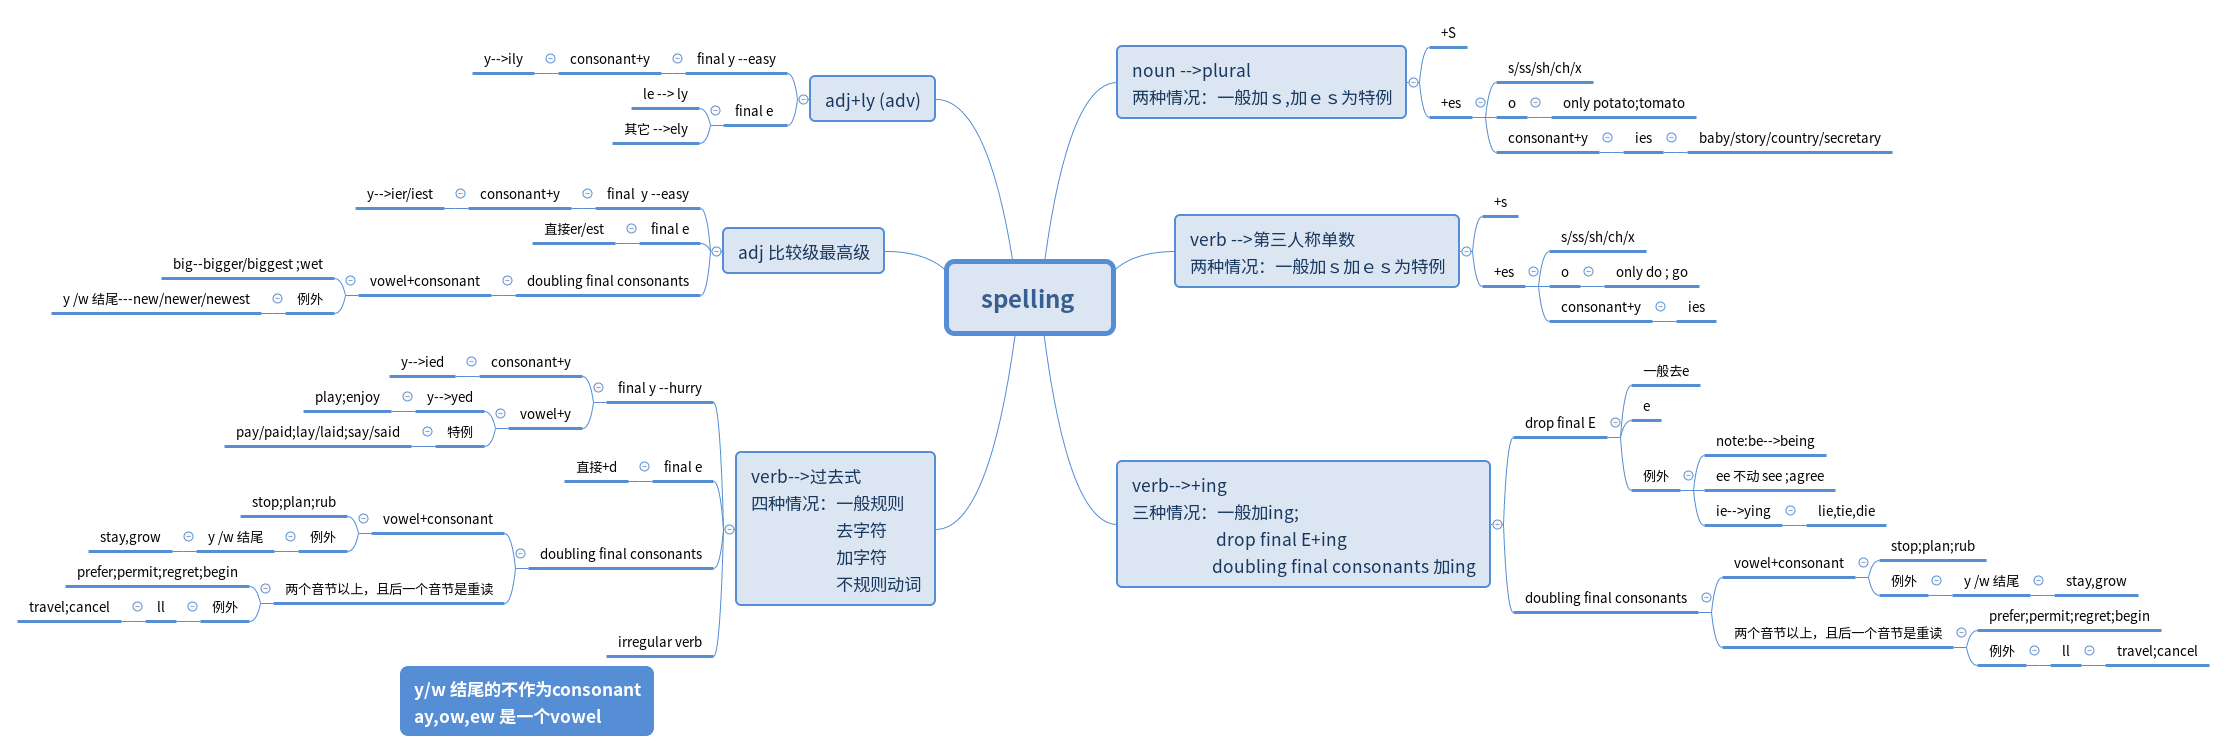 spelling
noun -->plural
两种情况：一般加ｓ,加ｅｓ为特例
+S
+es
s/ss/sh/ch/x
o
only potato;tomato
consonant+y
ies
baby/story/country/secretary
verb -->第三人称单数
两种情况：一般加ｓ加ｅｓ为特例
+s
+es
s/ss/sh/ch/x
o
only do ; go
consonant+y
ies
verb-->+ing
三种情况：一般加ing;
drop final E+ing
doubling final consonants 加ing
drop final E
一般去e
e
例外
note:be-->being
ee 不动 see ;agree
ie-->ying
lie,tie,die
doubling final consonants
vowel+consonant
stop;plan;rub
例外
y /w 结尾
stay,grow
两个音节以上，且后一个音节是重读
prefer;permit;regret;begin
例外
ll
travel;cancel
adj+ly (adv)
final y --easy
consonant+y
y-->ily
final e
le --> ly
其它 -->ely
adj 比较级最高级
final  y --easy
consonant+y
y-->ier/iest
final e
直接er/est
doubling final consonants
vowel+consonant
big--bigger/biggest ;wet
例外
y /w 结尾---new/newer/newest
verb-->过去式
四种情况：一般规则
去字符
加字符
不规则动词
final y --hurry
consonant+y
y-->ied
vowel+y
y-->yed
play;enjoy
特例
pay/paid;lay/laid;say/said
final e
直接+d
doubling final consonants
vowel+consonant
stop;plan;rub
例外
y /w 结尾
stay,grow
两个音节以上，且后一个音节是重读
prefer;permit;regret;begin
例外
ll
travel;cancel
irregular verb
y/w 结尾的不作为consonant
ay,ow,ew 是一个vowel